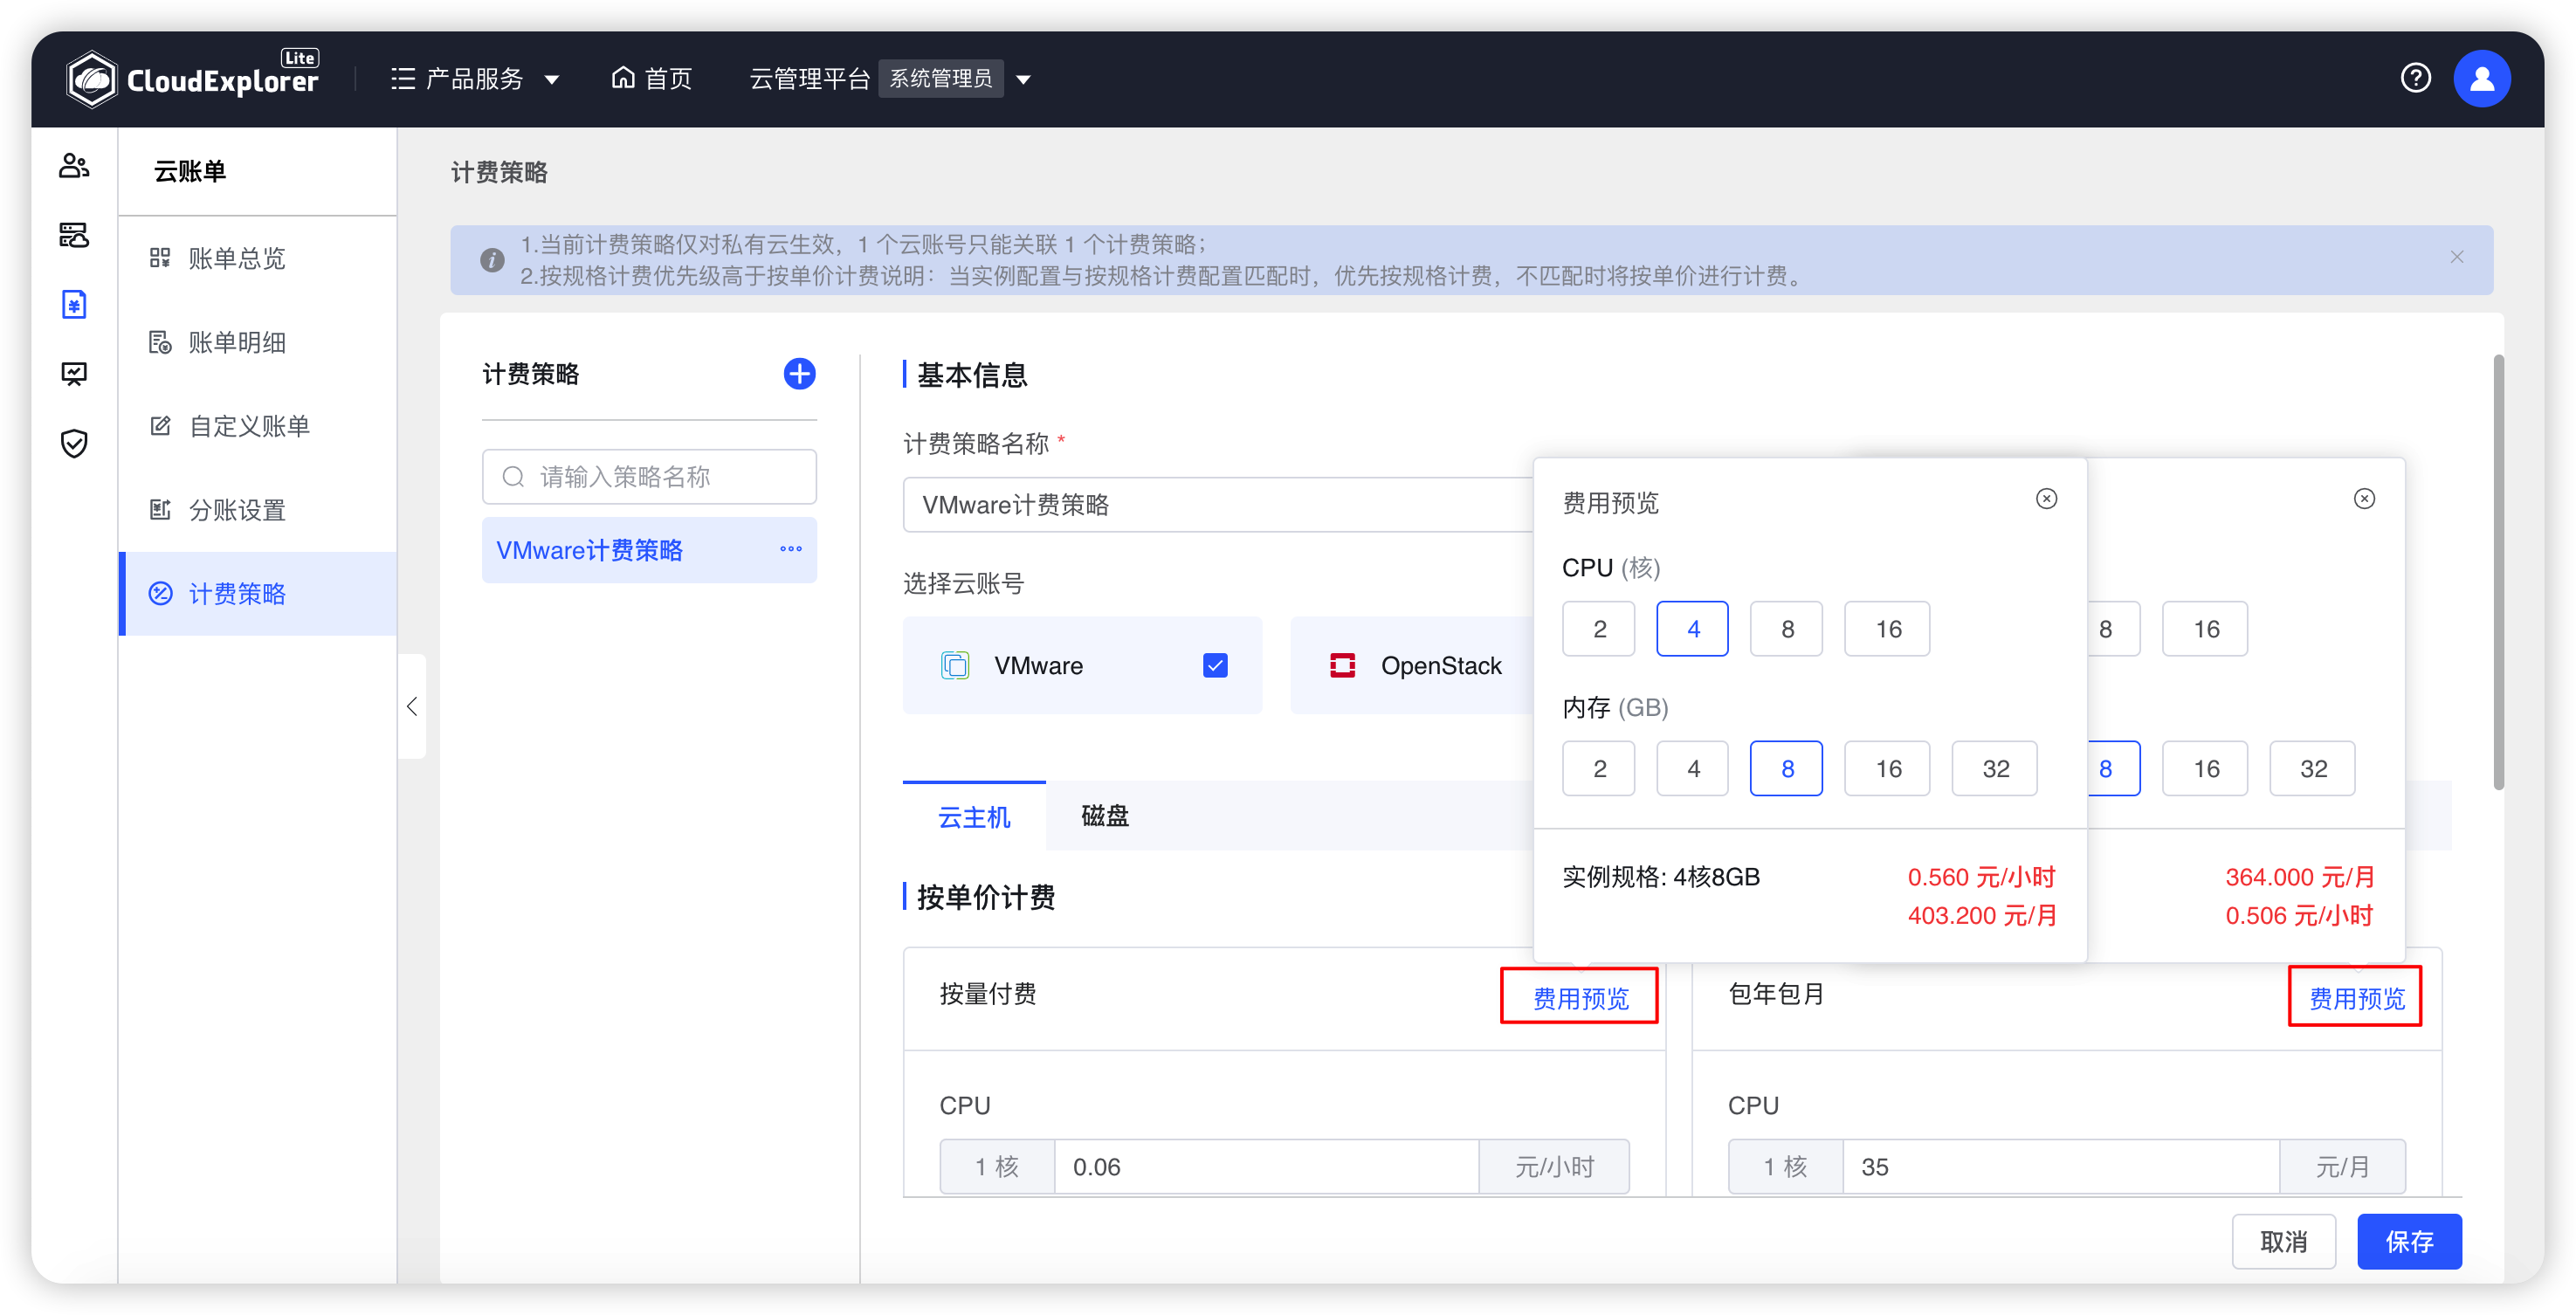 CloudExplorer Lite
产品服务
首页
云管理平台 系统管理员
云账单
账单总览
账单明细
自定义账单
分账设置
计费策略
计费策略
1.当前计费策略仅对私有云生效，1 个云账号只能关联 1 个计费策略；
2.按规格计费优先级高于按单价计费说明：当实例配置与按规格计费配置匹配时，优先按规格计费，不匹配时将按单价进行计费。
计费策略
请输入策略名称
VMware计费策略
基本信息
计费策略名称 *
VMware计费策略
选择云账号
VMware
OpenStack
云主机
磁盘
按单价计费
费用预览
CPU (核)
2 4 8 16
内存 (GB)
2 4 8 16 32
实例规格: 4核8GB
0.560 元/小时
403.200 元/月
8 16
8 16 32
364.000 元/月
0.506 元/小时
按量付费
费用预览
CPU
1 核 0.06 元/小时
包年包月
费用预览
CPU
1 核 35 元/月
取消
保存